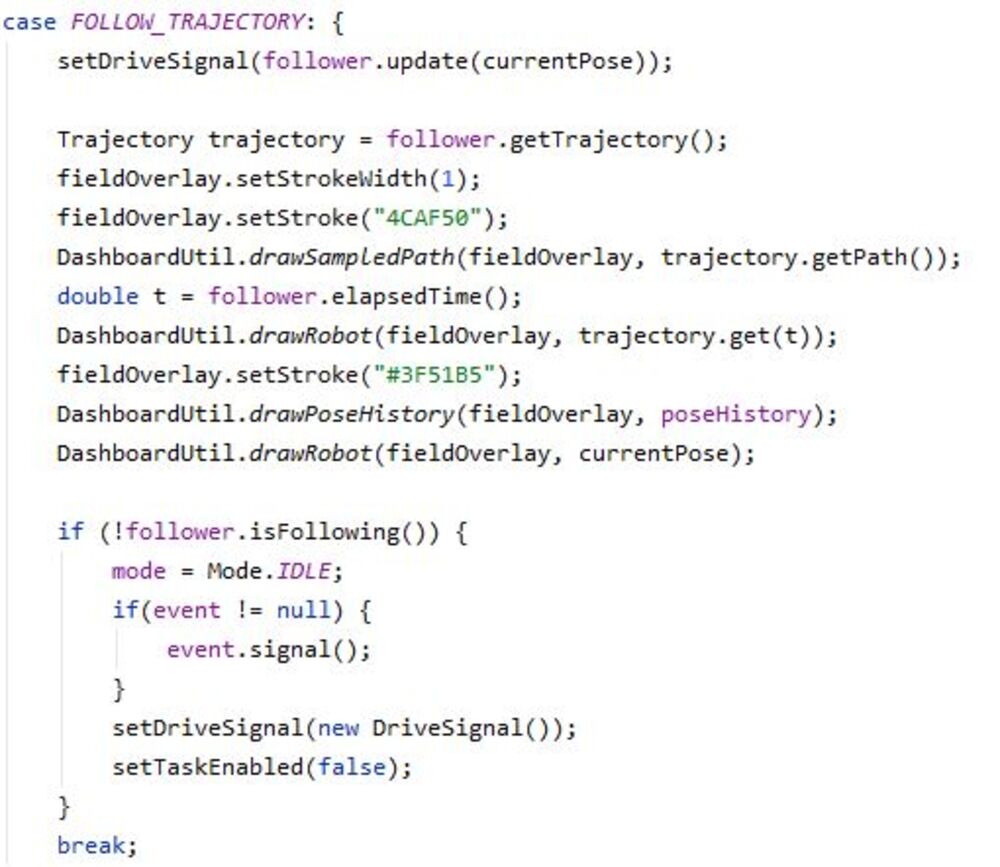 case FOLLOW_TRAJECTORY: {
    setDriveSignal(follower.update(currentPose));

    Trajectory trajectory = follower.getTrajectory();
    fieldOverlay.setStrokeWidth(1);
    fieldOverlay.setStroke("4CAF50");
    DashboardUtil.drawSampledPath(fieldOverlay, trajectory.getPath());
    double t = follower.elapsedTime();
    DashboardUtil.drawRobot(fieldOverlay, trajectory.get(t));
    fieldOverlay.setStroke("#3F51B5");
    DashboardUtil.drawPoseHistory(fieldOverlay, poseHistory);
    DashboardUtil.drawRobot(fieldOverlay, currentPose);

    if (!follower.isFollowing()) {
        mode = Mode.IDLE;
        if(event != null) {
            event.signal();
        }
        setDriveSignal(new DriveSignal());
        setTaskEnabled(false);
    }
    break;